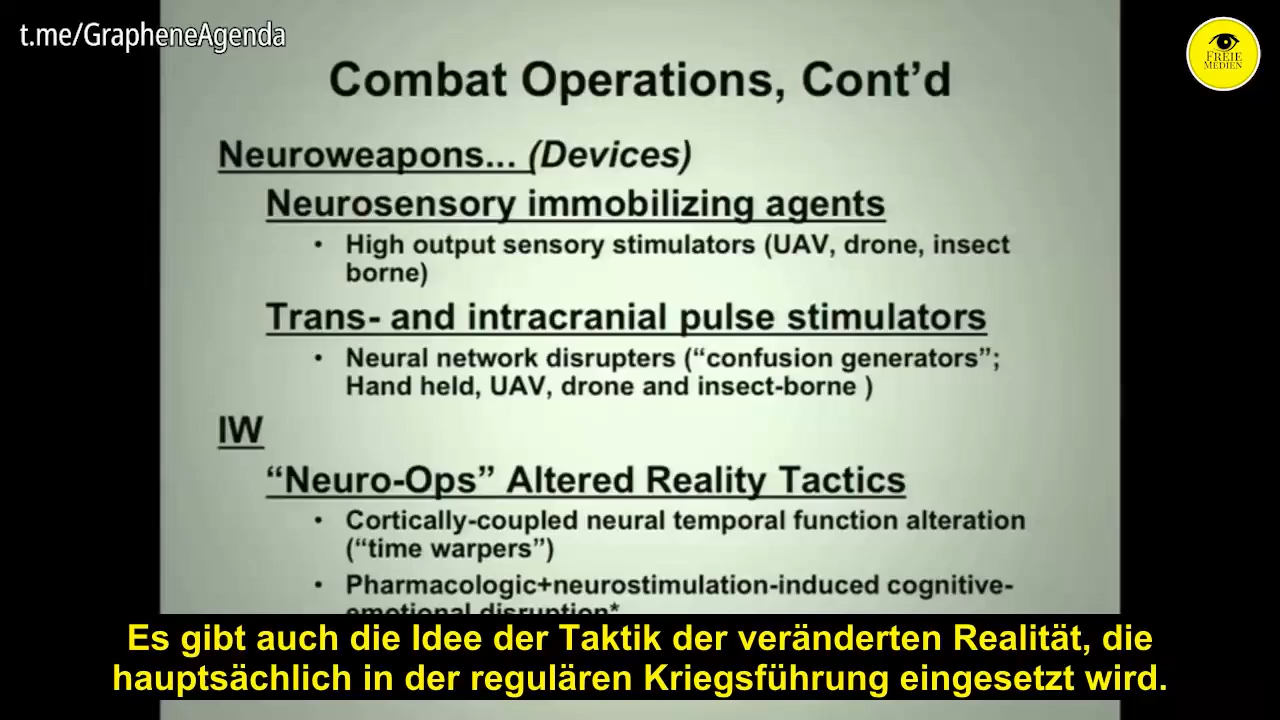 t.me/GrapheneAgenda
FREIE
MEDIEN
Combat Operations, Cont’d
Neuroweapons... (Devices)
Neurosensory immobilizing agents
• High output sensory stimulators (UAV, drone, insect
borne)
Trans- and intracranial pulse stimulators
• Neural network disrupters (“confusion generators”;
Hand held, UAV, drone and insect-borne )
IW
“Neuro-Ops” Altered Reality Tactics
• Cortically-coupled neural temporal function alteration
(“time warpers”)
• Pharmacologic+neurostimulation-induced cognitive-
emotional disruption*
Es gibt auch die Idee der Taktik der veränderten Realität, die
hauptsächlich in der regulären Kriegsführung eingesetzt wird.